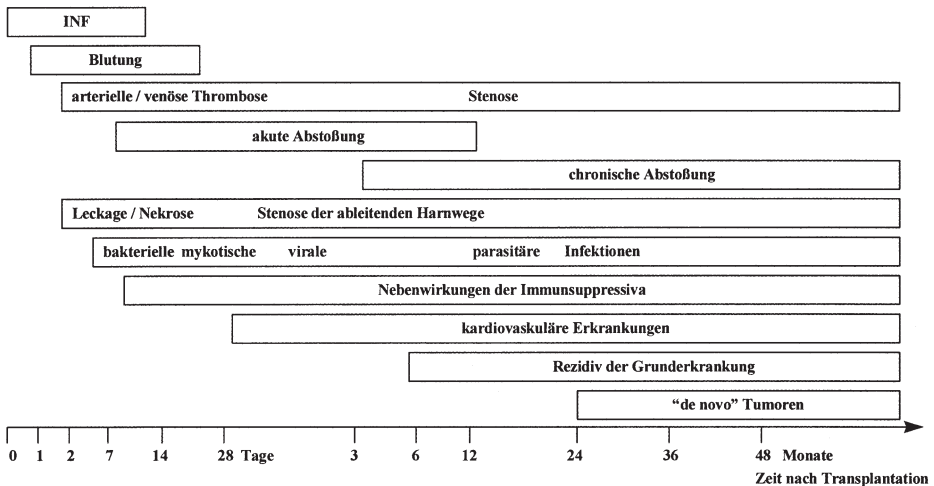 INF
Blutung
arterielle / venöse Thrombose Stenose
akute Abstoßung
chronische Abstoßung
Leckage / Nekrose Stenose der ableitenden Harnwege
bakterielle mykotische virale parasitäre Infektionen
Nebenwirkungen der Immunsuppressiva
kardiovaskuläre Erkrankungen
Rezidiv der Grunderkrankung
“de novo” Tumoren
0 1 2 7 14 28 Tage 3 6 12 24 36 48 Monate
Zeit nach Transplantation